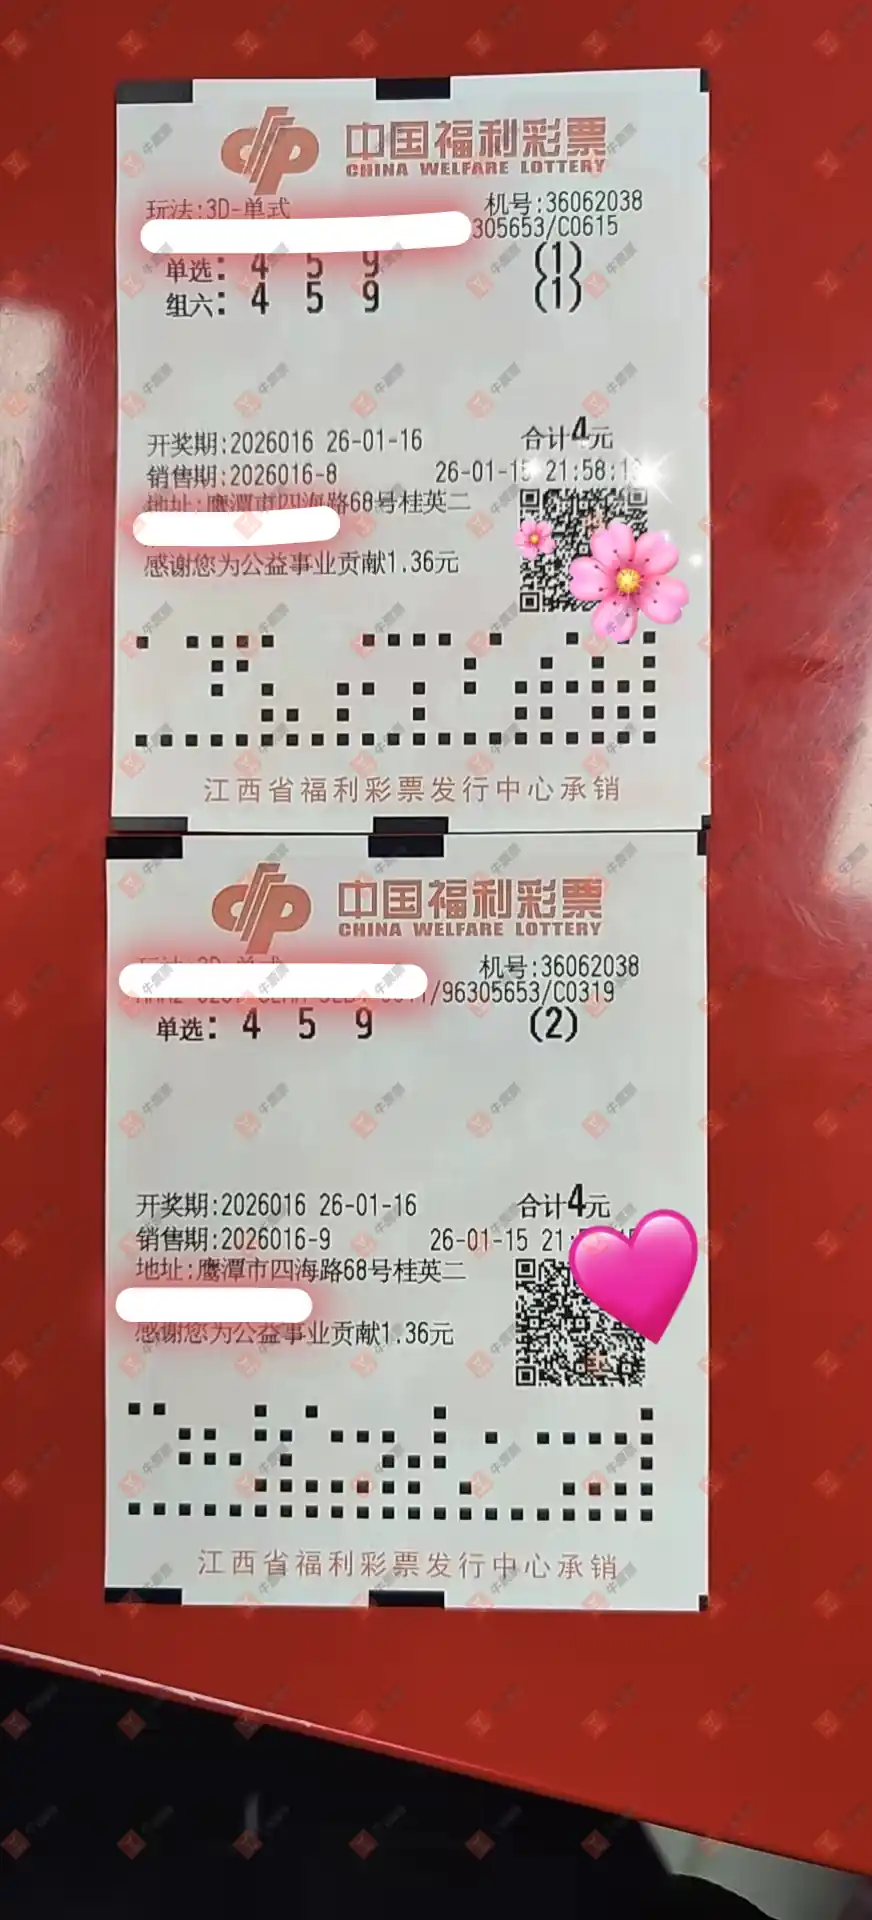 中国福利彩票
CHINA WELFARE LOTTERY
玩法:3D-单式 机号:36062038
305653/C0615
单选: 4 5 9 (1)
组六: 4 5 9 (1)
开奖期:2026016 26-01-16 合计4元
销售期:2026016-8 26-01-15 21:58:1
地址:鹰潭市四海路68号桂英二
感谢您为公益事业贡献1.36元
江西省福利彩票发行中心承销
中国福利彩票
CHINA WELFARE LOTTERY
机号:36062038
/96305653/C0319
单选: 4 5 9 (2)
开奖期:2026016 26-01-16 合计4元
销售期:2026016-9 26-01-15 21:
地址:鹰潭市四海路68号桂英二
感谢您为公益事业贡献1.36元
江西省福利彩票发行中心承销